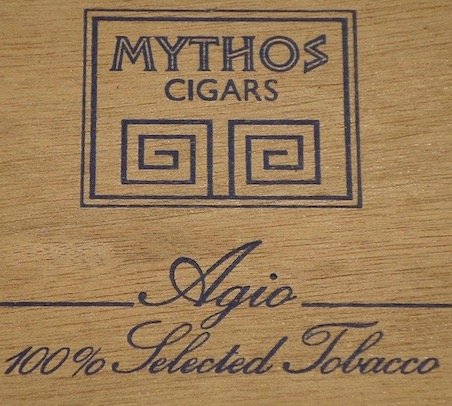 MYTHOS
CIGARS
Agio
100% Selected Tobacco